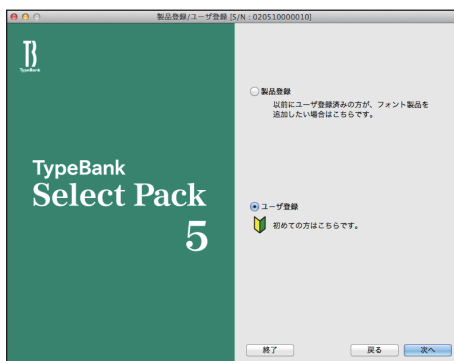 製品登録/ユーザ登録 [S/N : 020510000010]
TB
TypeBank
TypeBank
Select Pack
5
製品登録
以前にユーザ登録済みの方が、フォント製品を
追加したい場合はこちらです。
ユーザ登録
初めての方はこちらです。
終了
戻る
次へ